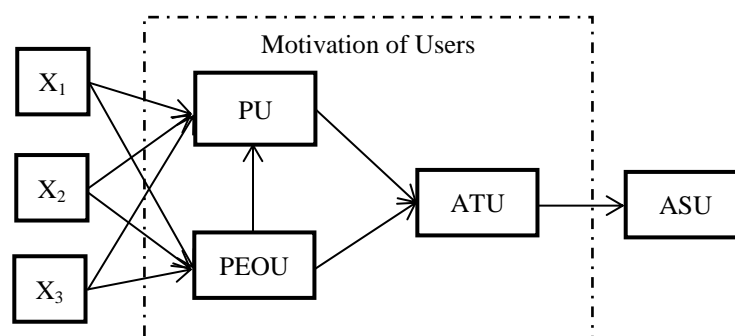 Motivation of Users
X₁
PU
X₂
ATU
ASU
PEOU
X₃